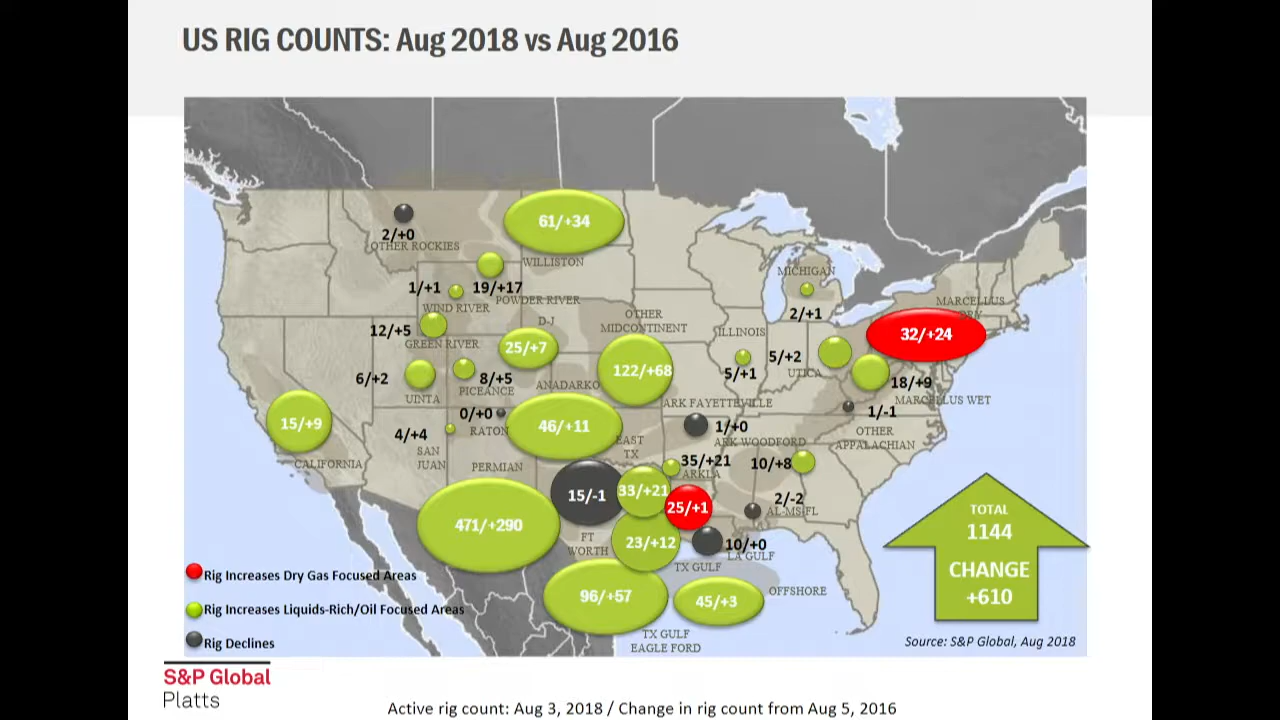 US RIG COUNTS: Aug 2018 vs Aug 2016
2/+0
OTHER ROCKIES
61/+34
WILLISTON
1/+1
19/+17
WIND RIVER
POWDER RIVER
12/+5
GREEN RIVER
D-J
25/+7
OTHER
MIDCONTINENT
122/+68
MICHIGAN
2/+1
MARCELLUS
DRY
32/+24
ILLINOIS
5/+1
5/+2
UTICA
18/+9
MARCELLUS WET
6/+2
UINTA
8/+5
PICEANCE
ANADARKO
46/+11
15/+9
CALIFORNIA
0/+0
RATON
4/+4
SAN
JUAN
ARK FAYETTEVILLE
1/+0
ARK WOODFORD
1/-1
OTHER
APPALACHIAN
EAST
TX
35/+21
ARKLA
10/+8
PERMIAN
471/+290
15/-1
FT
WORTH
33/+21
25/+1
2/-2
AL-MS-FL
23/+12
TX GULF
10/+0
LA GULF
96/+57
TX GULF
EAGLE FORD
45/+3
OFFSHORE
TOTAL
1144
CHANGE
+610
Rig Increases Dry Gas Focused Areas
Rig Increases Liquids-Rich/Oil Focused Areas
Rig Declines
Source: S&P Global, Aug 2018
S&P Global
Platts
Active rig count: Aug 3, 2018 / Change in rig count from Aug 5, 2016